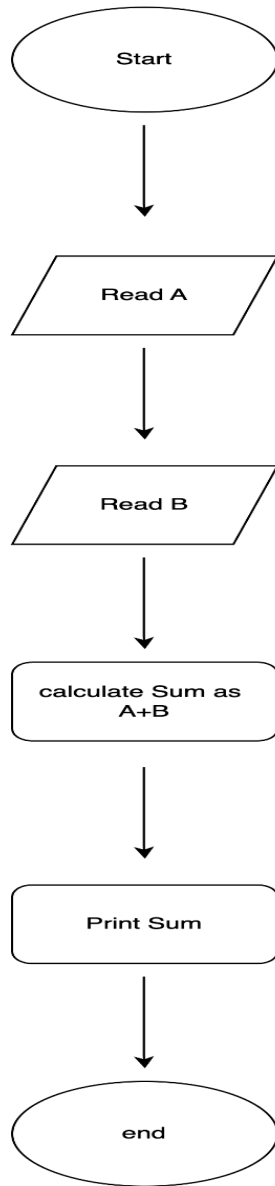 Start
Read A
Read B
calculate Sum as
A+B
Print Sum
end